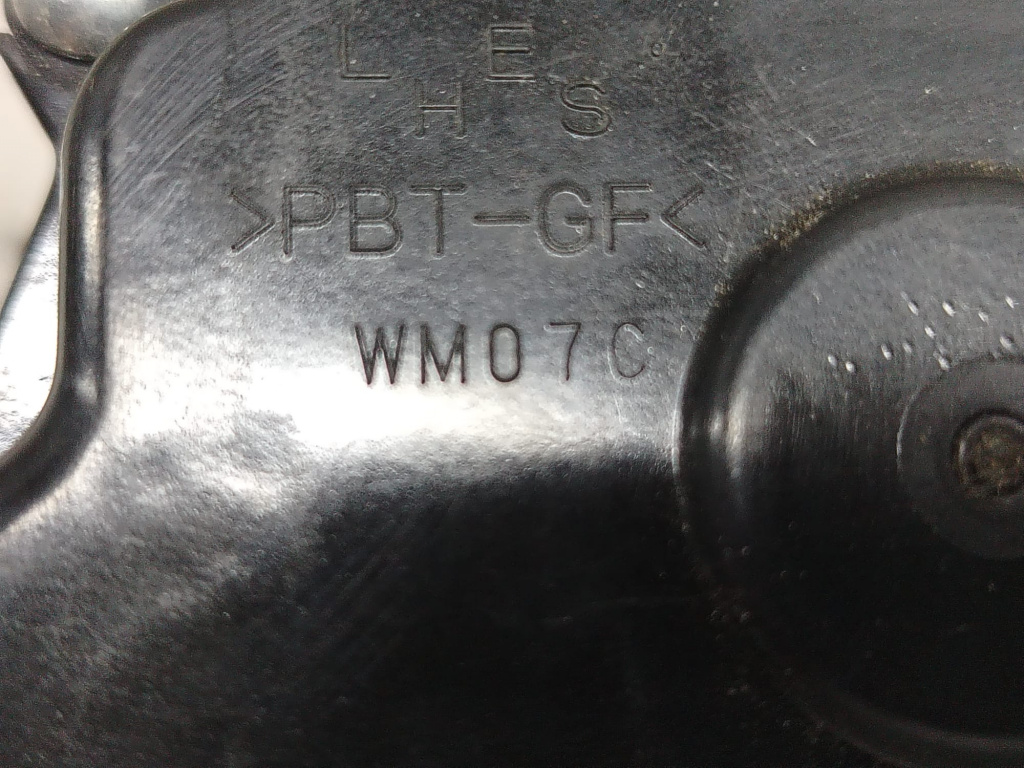 L E
H S
>PBT-GF<
WM07C